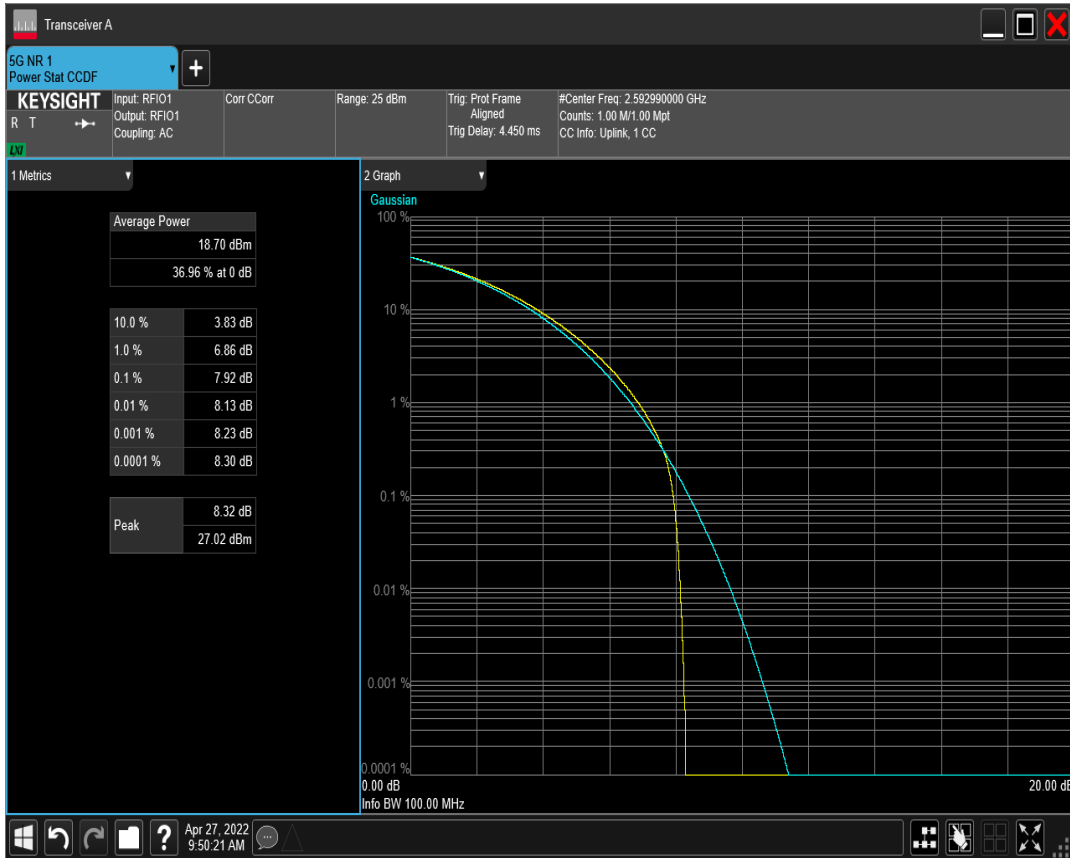 Transceiver A
5G NR 1
Power Stat CCDF
+
KEYSIGHT
R T
LXI
Input: RFIO1
Output: RFIO1
Coupling: AC
Corr CCorr
Range: 25 dBm
Trig: Prot Frame
Aligned
Trig Delay: 4.450 ms
#Center Freq: 2.592990000 GHz
Counts: 1.00 M/1.00 Mpt
CC Info: Uplink, 1 CC
1 Metrics
Average Power
18.70 dBm
36.96 % at 0 dB
10.0 % 3.83 dB
1.0 % 6.86 dB
0.1 % 7.92 dB
0.01 % 8.13 dB
0.001 % 8.23 dB
0.0001 % 8.30 dB
Peak
8.32 dB
27.02 dBm
2 Graph
Gaussian
100 %
10 %
1 %
0.1 %
0.01 %
0.001 %
0.0001 %
0.00 dB
20.00 dB
Info BW 100.00 MHz
?
Apr 27, 2022
9:50:21 AM